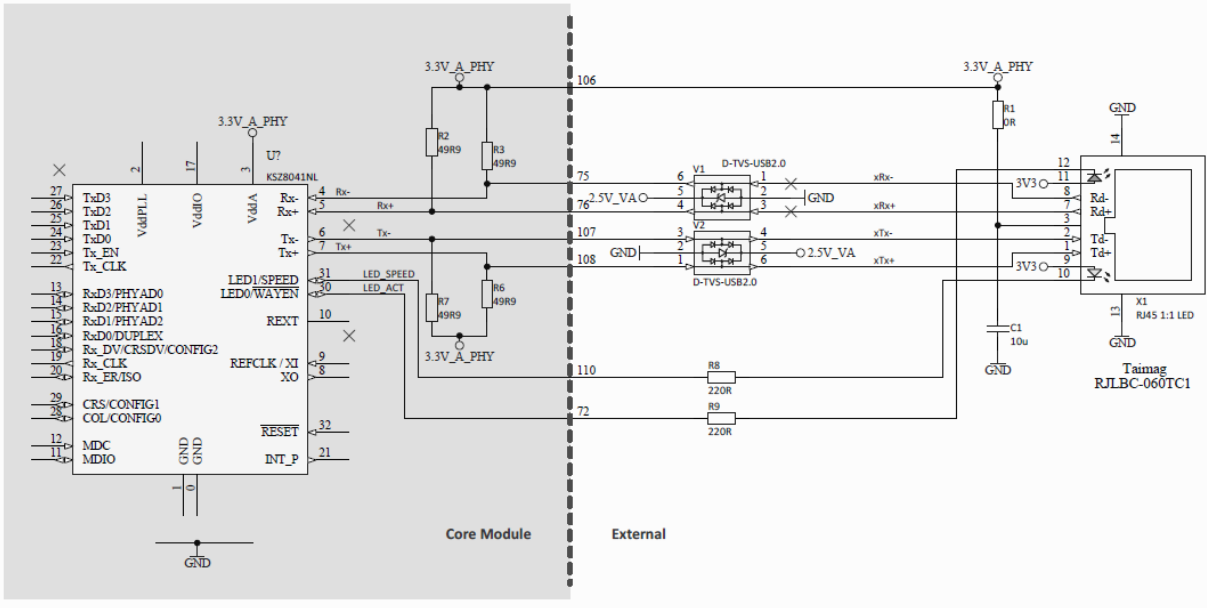 3.3V_A_PHY
106
3.3V_A_PHY
R1
0R
GND
14
3.3V_A_PHY
R2
49R9
R3
49R9
U?
KSZ8041NL
2
17
3
VddPLL
VddIO
VddA
27 TxD3
26 TxD2
25 TxD1
24 TxD0
23 Tx_EN
22 Tx_CLK
13 RxD3/PHYAD0
14 RxD2/PHYAD1
15 RxD1/PHYAD2
16 RxD0/DUPLEX
18 Rx_DV/CRSDV/CONFIG2
19 Rx_CLK
20 Rx_ER/ISO
29 CRS/CONFIG1
28 COL/CONFIG0
12 MDC
11 MDIO
Rx- 4 Rx-
Rx+ 5 Rx+
Tx- 6 Tx-
Tx+ 7 Tx+
LED1/SPEED 31 LED_SPEED
LED0/WAYEN 30 LED_ACT
REXT 10
REFCLK / XI 9
XO 8
RESET 32
INT_P 21
GND
GND
1
0
GND
R7
49R9
R6
49R9
3.3V_A_PHY
75
76
107
108
110
72
V1
D-TVS-USB2.0
6 1
2.5V_VA 5 2 GND
4 3
V2
3 4
GND 2 5 2.5V_VA
1 6
D-TVS-USB2.0
xRx-
xRx+
xTx-
xTx+
R8
220R
R9
220R
C1
10u
GND
12
3V3 11
8 Rd-
7 Rd+
3
2 Td-
1 Td+
3V3 9
10
X1
RJ45 1:1 LED
13
GND
Taimag
RJLBC-060TC1
Core Module
External